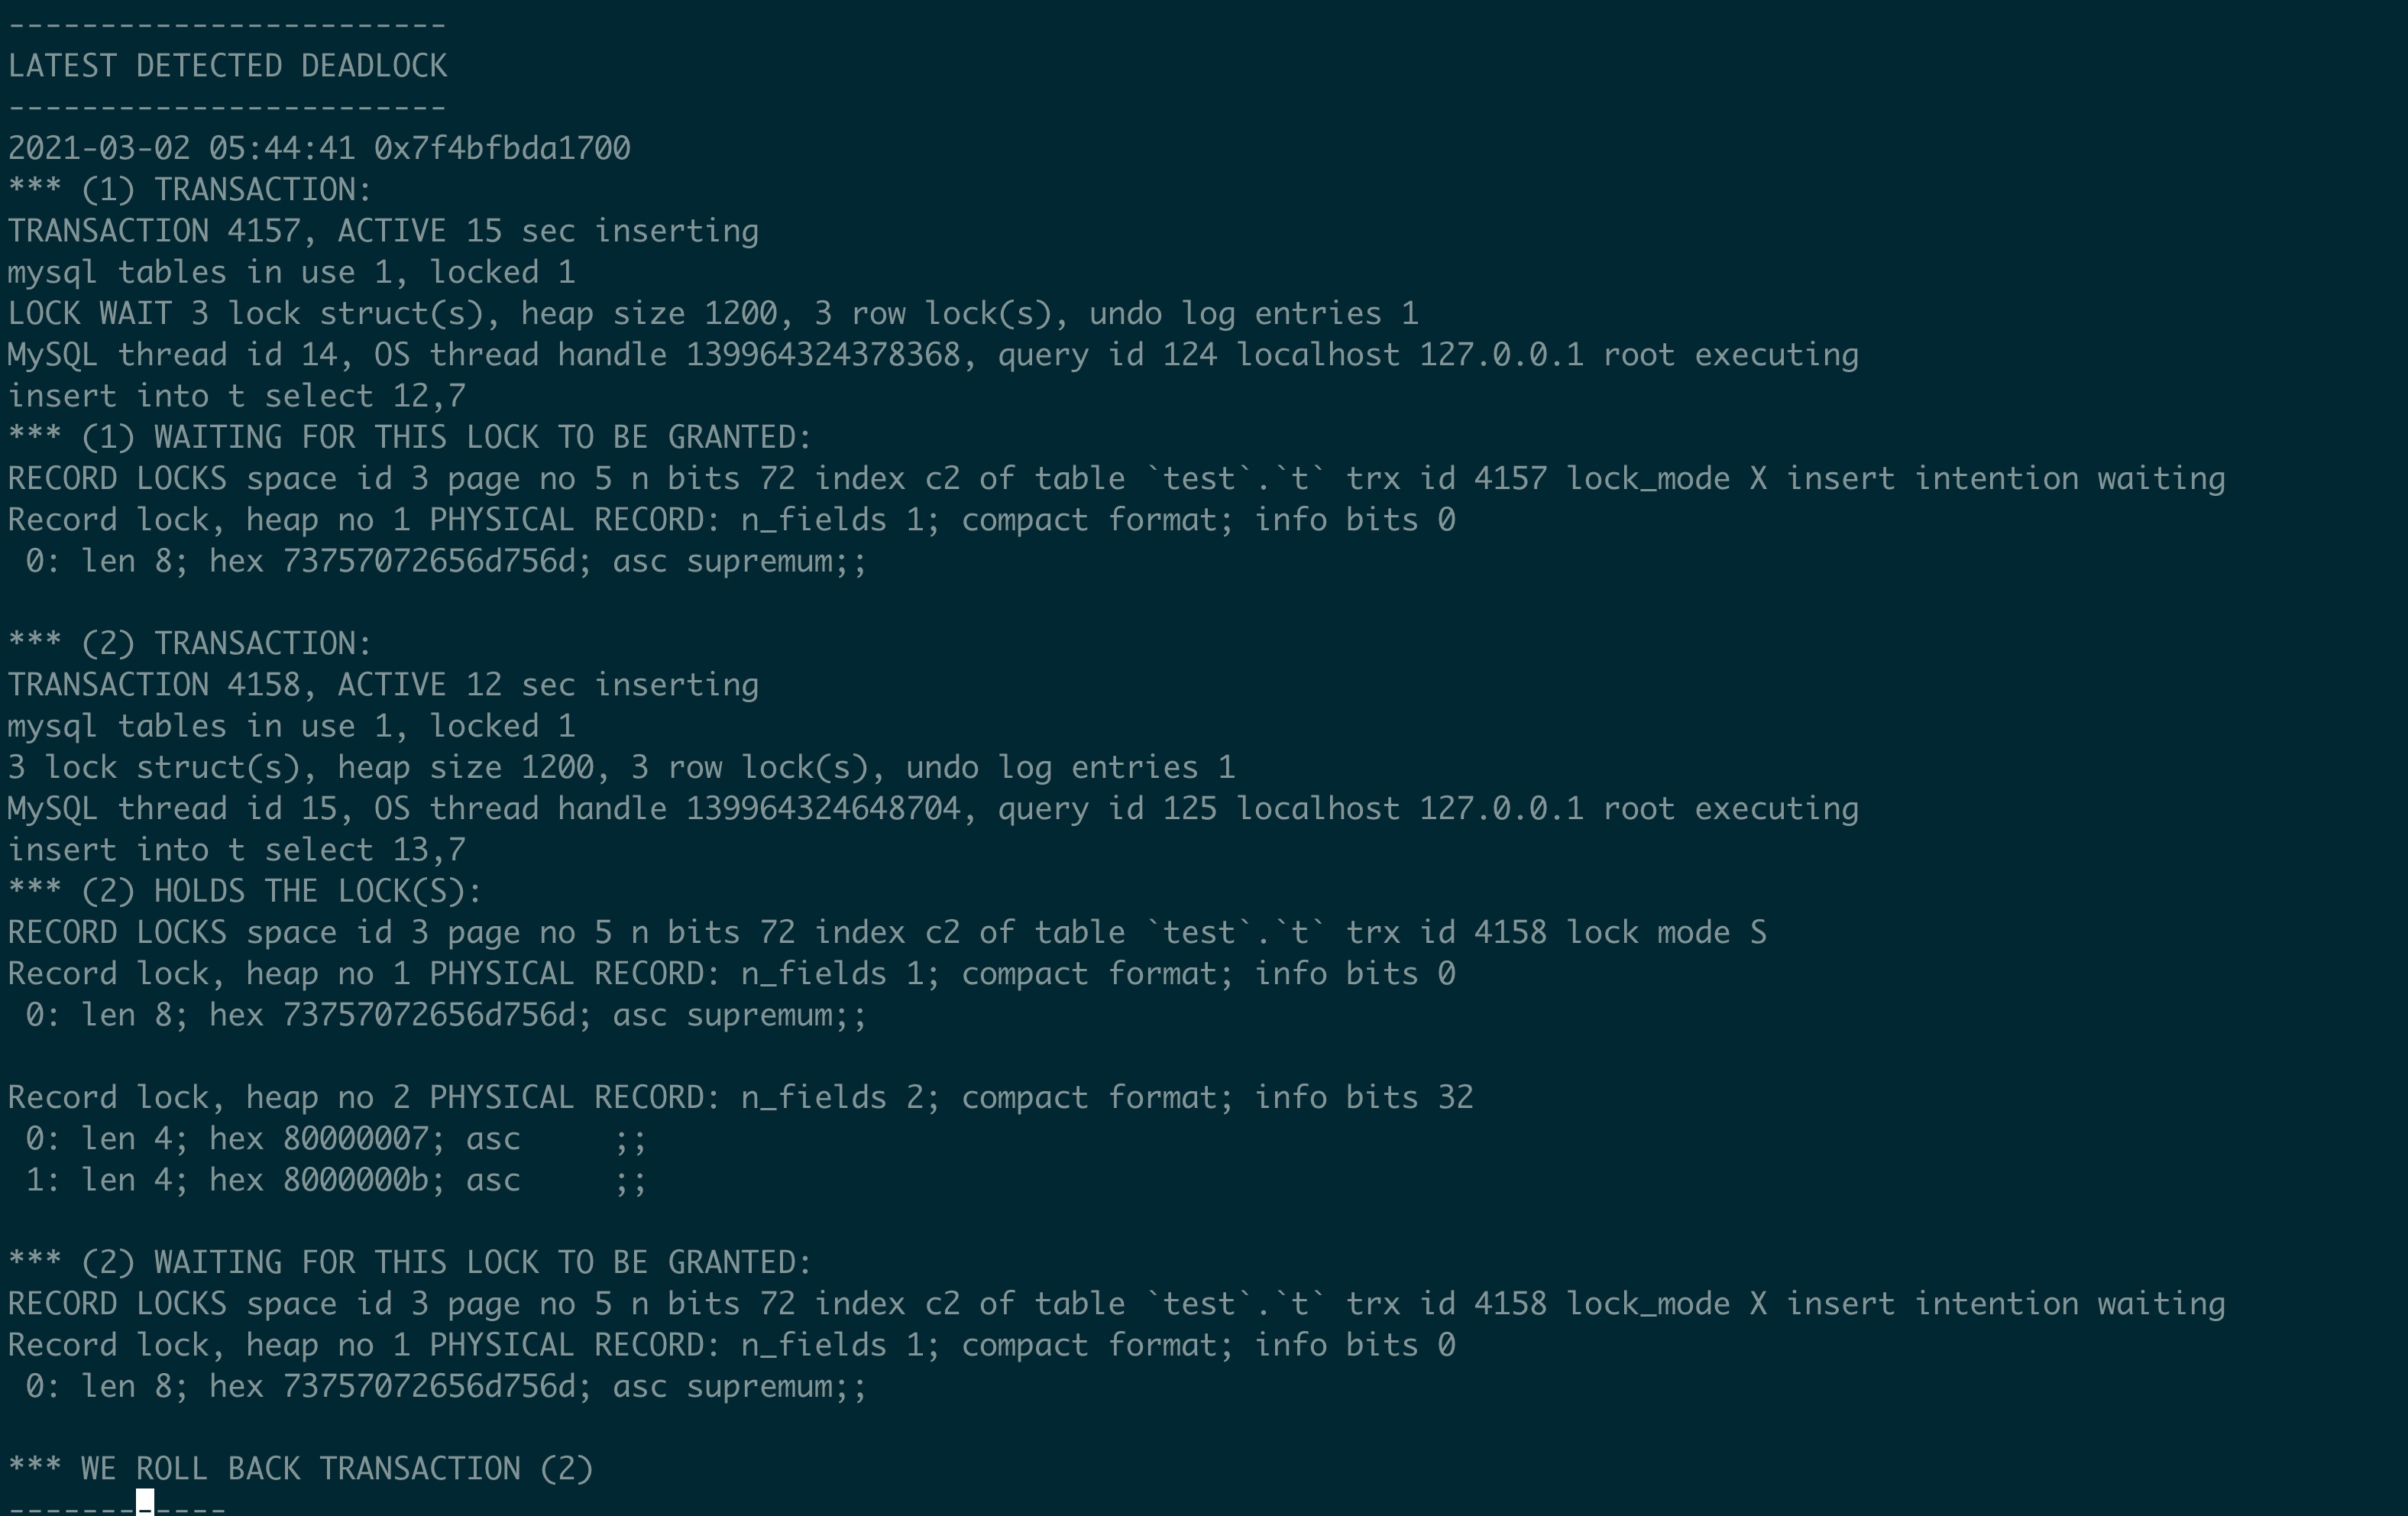 ------------------------
LATEST DETECTED DEADLOCK
------------------------
2021-03-02 05:44:41 0x7f4bfbda1700
*** (1) TRANSACTION:
TRANSACTION 4157, ACTIVE 15 sec inserting
mysql tables in use 1, locked 1
LOCK WAIT 3 lock struct(s), heap size 1200, 3 row lock(s), undo log entries 1
MySQL thread id 14, OS thread handle 139964324378368, query id 124 localhost 127.0.0.1 root executing
insert into t select 12,7
*** (1) WAITING FOR THIS LOCK TO BE GRANTED:
RECORD LOCKS space id 3 page no 5 n bits 72 index c2 of table `test`.`t` trx id 4157 lock_mode X insert intention waiting
Record lock, heap no 1 PHYSICAL RECORD: n_fields 1; compact format; info bits 0
 0: len 8; hex 73757072656d756d; asc supremum;;

*** (2) TRANSACTION:
TRANSACTION 4158, ACTIVE 12 sec inserting
mysql tables in use 1, locked 1
3 lock struct(s), heap size 1200, 3 row lock(s), undo log entries 1
MySQL thread id 15, OS thread handle 139964324648704, query id 125 localhost 127.0.0.1 root executing
insert into t select 13,7
*** (2) HOLDS THE LOCK(S):
RECORD LOCKS space id 3 page no 5 n bits 72 index c2 of table `test`.`t` trx id 4158 lock mode S
Record lock, heap no 1 PHYSICAL RECORD: n_fields 1; compact format; info bits 0
 0: len 8; hex 73757072656d756d; asc supremum;;

Record lock, heap no 2 PHYSICAL RECORD: n_fields 2; compact format; info bits 32
 0: len 4; hex 80000007; asc     ;;
 1: len 4; hex 8000000b; asc     ;;

*** (2) WAITING FOR THIS LOCK TO BE GRANTED:
RECORD LOCKS space id 3 page no 5 n bits 72 index c2 of table `test`.`t` trx id 4158 lock_mode X insert intention waiting
Record lock, heap no 1 PHYSICAL RECORD: n_fields 1; compact format; info bits 0
 0: len 8; hex 73757072656d756d; asc supremum;;

*** WE ROLL BACK TRANSACTION (2)
------------